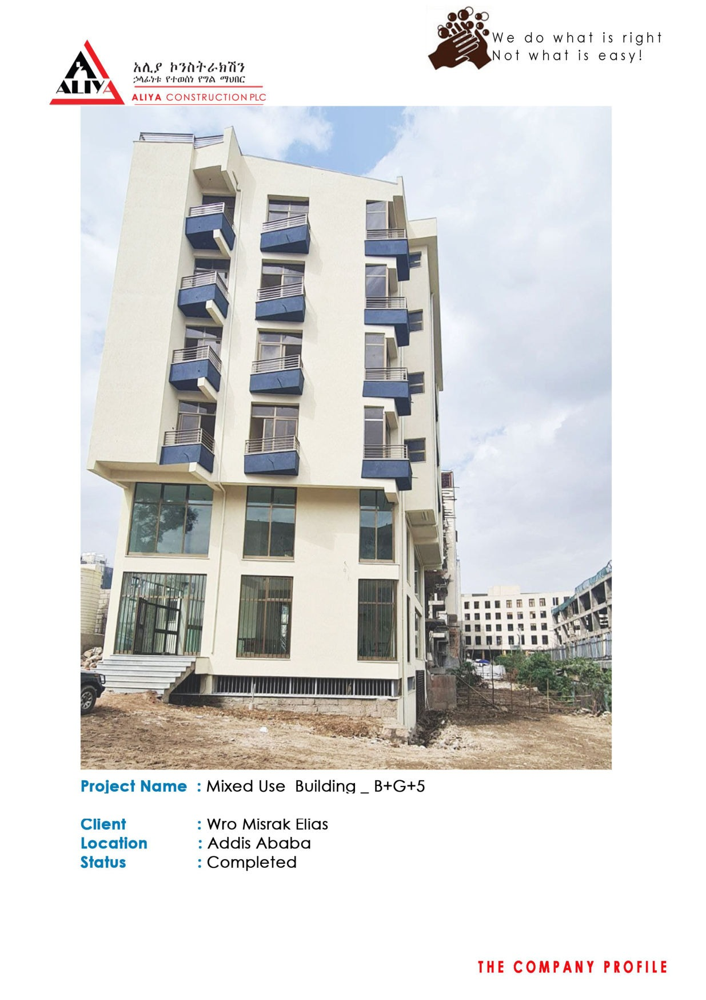 We do what is right
Not what is easy!
ALIYA
አሊያ ኮንስትራክሽን
ኃላፊነቱ የተወሰነ የግል ማህበር
ALIYA CONSTRUCTION PLC
Project Name : Mixed Use Building _ B+G+5
Client : Wro Misrak Elias
Location : Addis Ababa
Status : Completed
THE COMPANY PROFILE